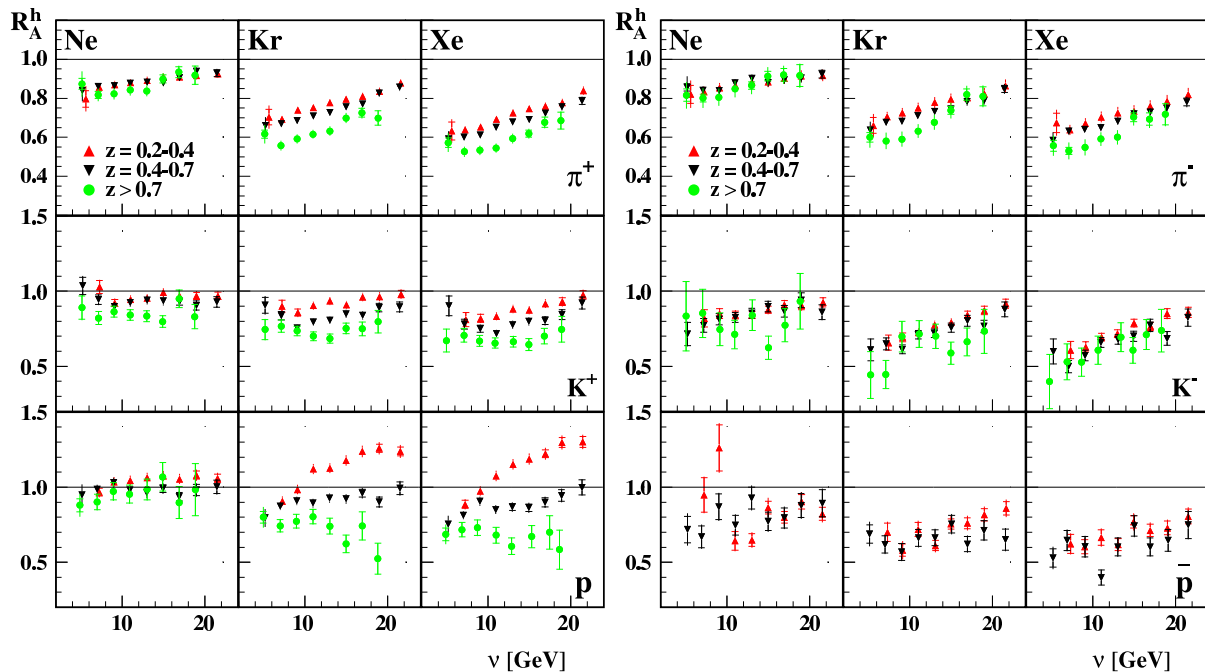 R_A^h Ne Kr Xe R_A^h Ne Kr Xe
1.0 1.0
0.8 0.8
0.6 0.6
z = 0.2-0.4 z = 0.2-0.4
z = 0.4-0.7 z = 0.4-0.7
0.4 z > 0.7 π⁺ 0.4 z > 0.7 π⁻
1.5 1.5
1.0 1.0
0.5 K⁺ 0.5 K⁻
1.5 1.5
1.0 1.0
0.5 p 0.5 p̄
10 20 10 20 10 20 10 20 10 20 10 20
ν [GeV] ν [GeV]